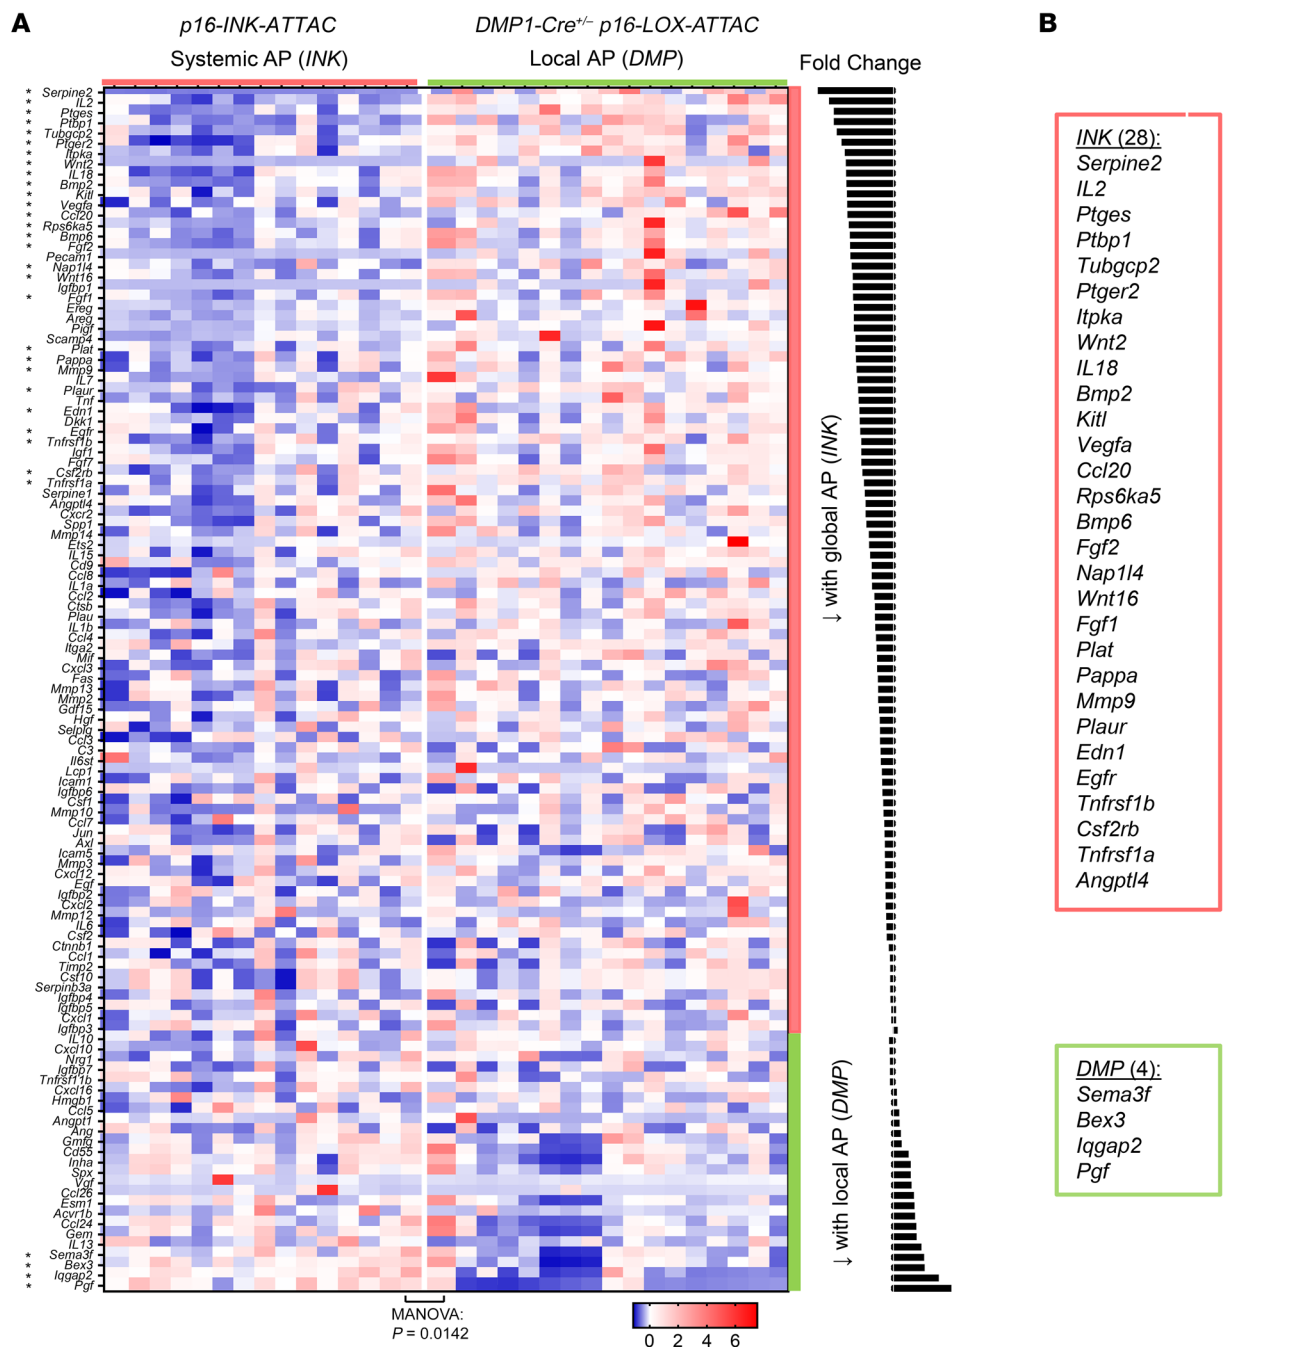 A
p16-INK-ATTAC
Systemic AP (INK)
DMP1-Cre+/– p16-LOX-ATTAC
Local AP (DMP)
Fold Change
* Serpine2
* IL2
* Ptges
* Ptbp1
* Tubgcp2
* Ptger2
* Itpka
* Wnt2
* IL18
* Bmp2
* Kitl
* Vegfa
* Ccl20
* Rps6ka5
* Bmp6
* Fgf2
Pecam1
* Nap1l4
* Wnt16
Igfbp1
* Fgf1
Ereg
Areg
Pigf
Scamp4
* Plat
* Pappa
* Mmp9
IL7
* Plaur
Tnf
* Edn1
Dkk1
* Egfr
* Tnfrsf1b
Igf1
Fgf7
* Csf2rb
* Tnfrsf1a
Serpine1
Angptl4
Cxcr2
Spp1
Mmp14
Ets2
IL15
Cd9
Ccl8
IL1a
Ccl2
Ctsb
Plau
IL1b
Ccl4
Itga2
Mif
Cxcl3
Fas
Mmp13
Mmp2
Gdf15
Hgf
Selplg
Ccl3
C3
Il6st
Lcp1
Icam1
Igfbp6
Csf1
Mmp10
Ccl7
Jun
Axl
Icam5
Mmp3
Cxcl12
Egf
Igfbp2
Cxcl2
Mmp12
IL6
Csf2
Ctnnb1
Ccl1
Timp2
Cst10
Serpinb3a
Igfbp4
Igfbp5
Cxcl1
Igfbp3
IL10
Cxcl10
Nrg1
Igfbp7
Tnfrsf11b
Cxcl16
Hmgb1
Ccl5
Angpt1
Ang
Gmfg
Cd55
Inha
Spx
Vgf
Ccl26
Esm1
Acvr1b
Ccl24
Gem
IL13
* Sema3f
* Bex3
* Iqgap2
* Pgf
↓ with global AP (INK)
↓ with local AP (DMP)
MANOVA:
P = 0.0142
0 2 4 6
B
INK (28):
Serpine2
IL2
Ptges
Ptbp1
Tubgcp2
Ptger2
Itpka
Wnt2
IL18
Bmp2
Kitl
Vegfa
Ccl20
Rps6ka5
Bmp6
Fgf2
Nap1l4
Wnt16
Fgf1
Plat
Pappa
Mmp9
Plaur
Edn1
Egfr
Tnfrsf1b
Csf2rb
Tnfrsf1a
Angptl4
DMP (4):
Sema3f
Bex3
Iqgap2
Pgf